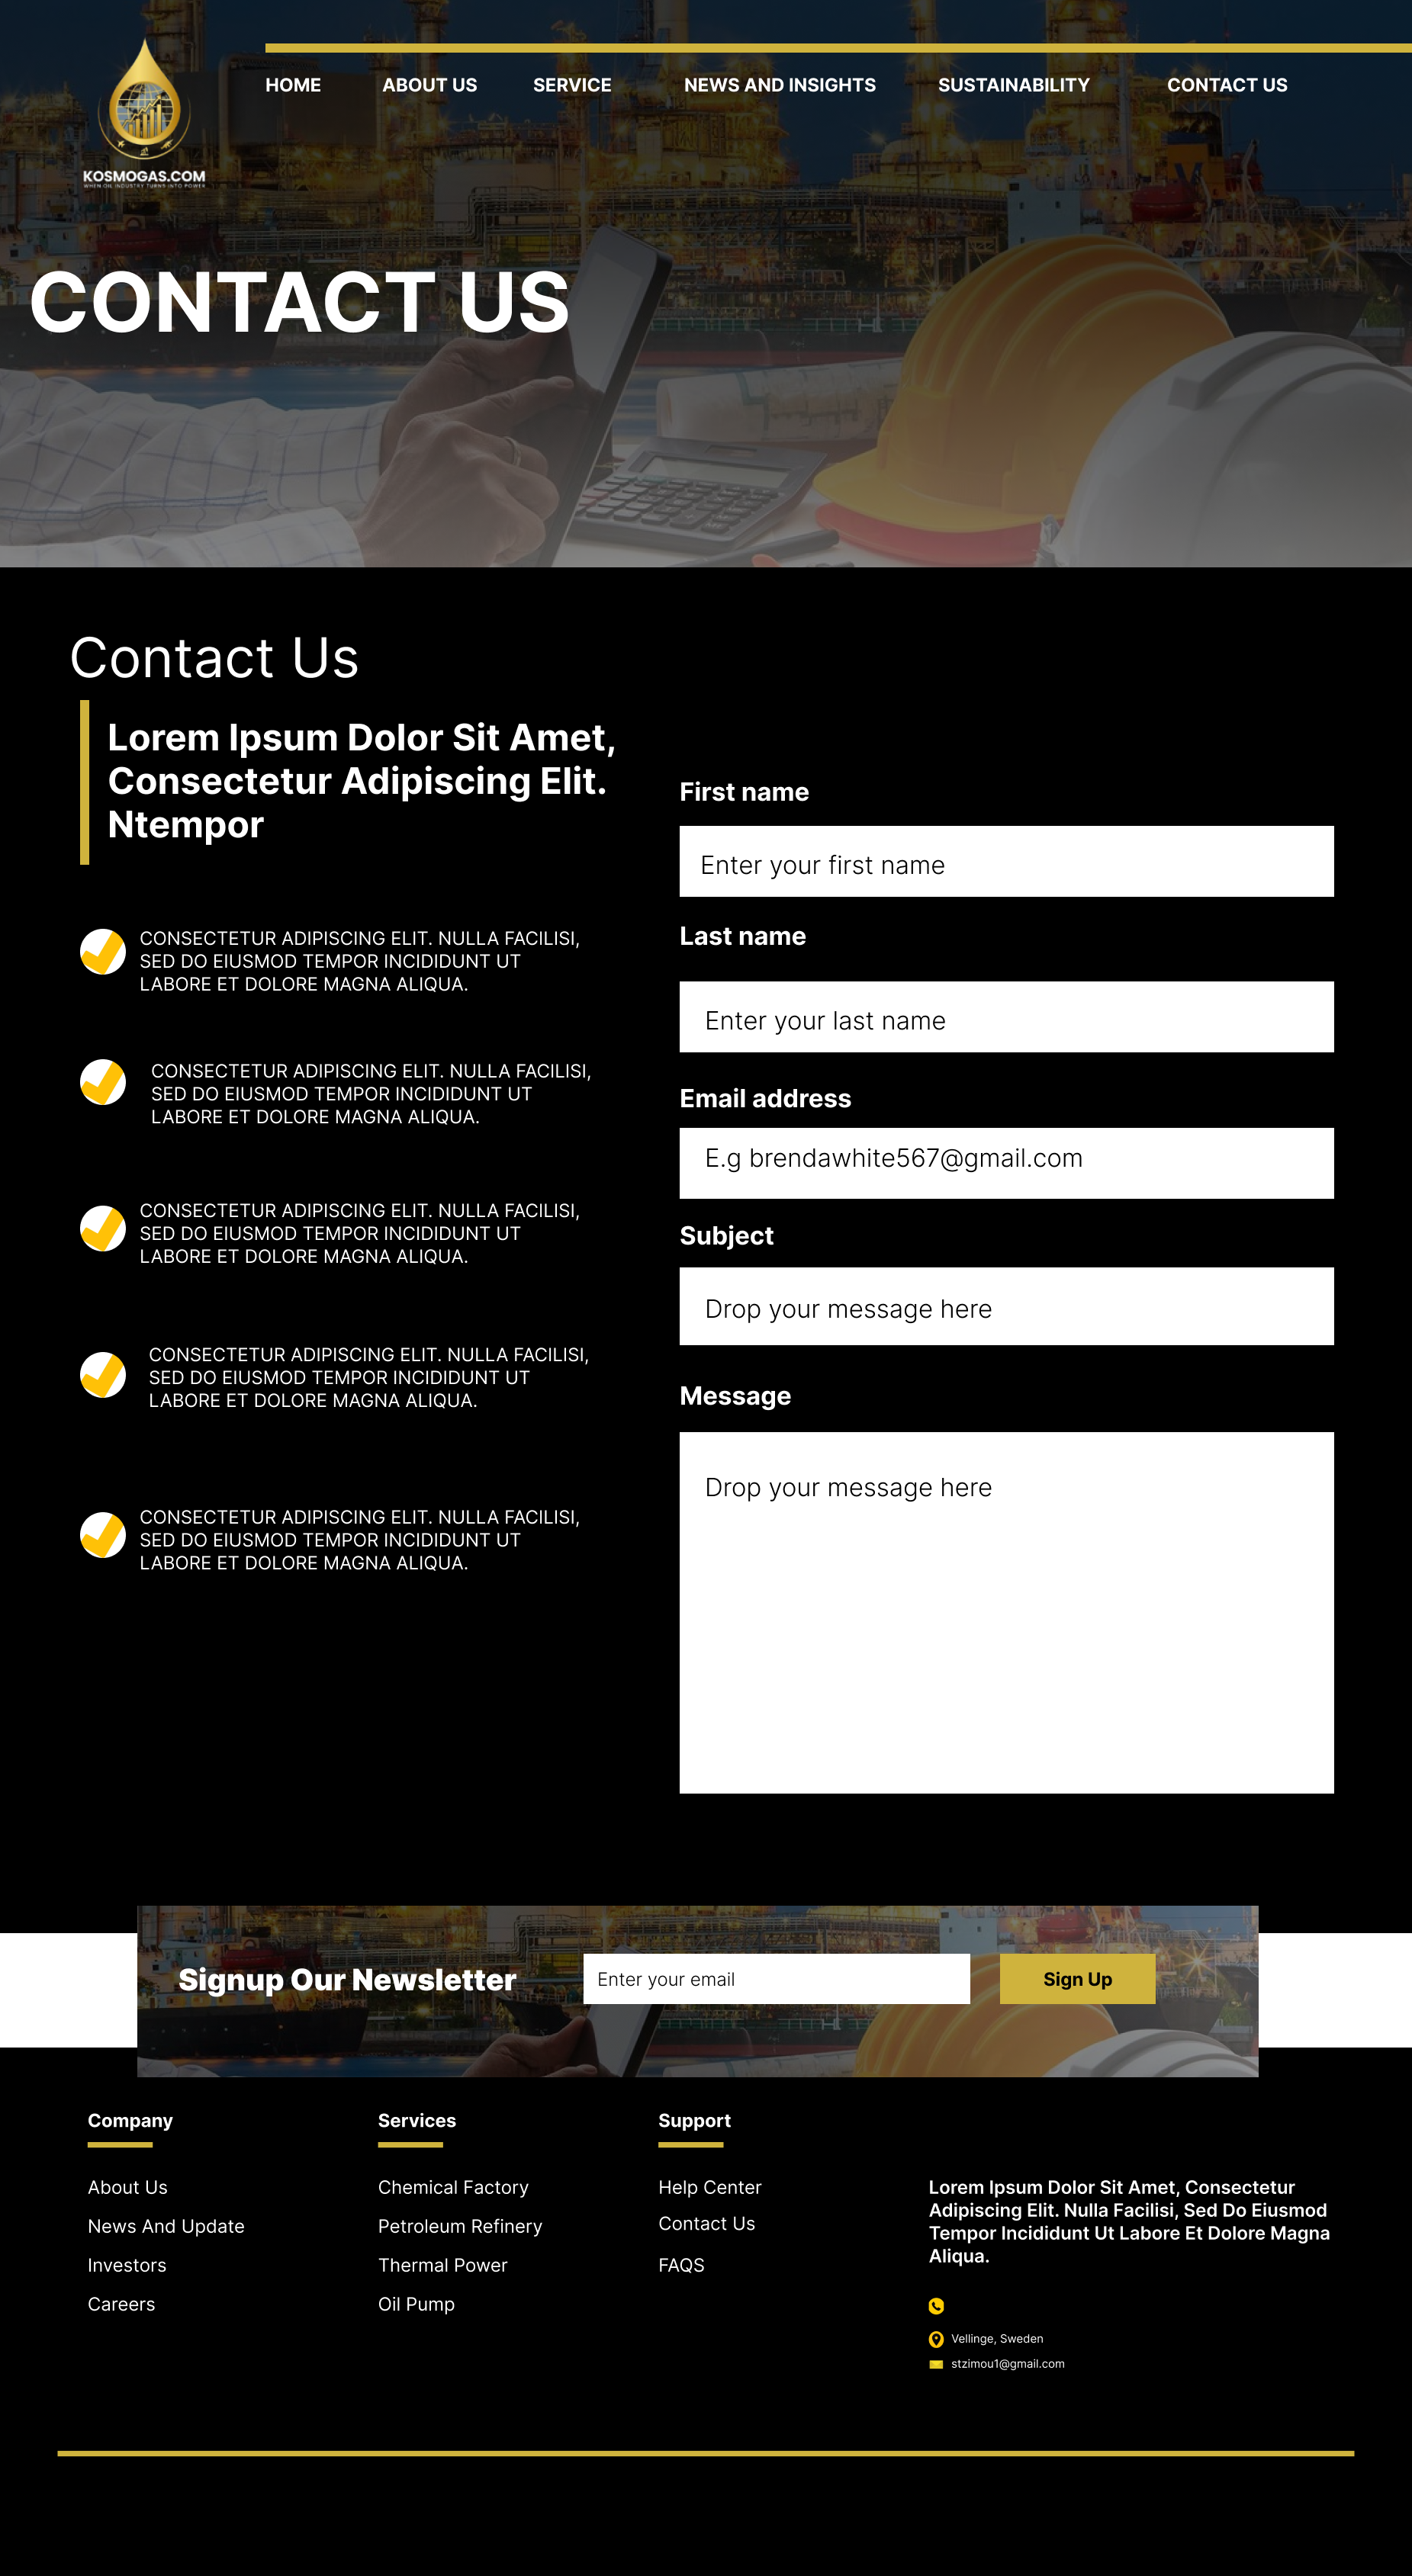 HOME ABOUT US SERVICE NEWS AND INSIGHTS SUSTAINABILITY CONTACT US
KOSMOGAS.COM
WHEN OIL INDUSTRY TURNS INTO POWER
CONTACT US
Contact Us
Lorem Ipsum Dolor Sit Amet,
Consectetur Adipiscing Elit.
Ntempor
CONSECTETUR ADIPISCING ELIT. NULLA FACILISI,
SED DO EIUSMOD TEMPOR INCIDIDUNT UT
LABORE ET DOLORE MAGNA ALIQUA.
CONSECTETUR ADIPISCING ELIT. NULLA FACILISI,
SED DO EIUSMOD TEMPOR INCIDIDUNT UT
LABORE ET DOLORE MAGNA ALIQUA.
CONSECTETUR ADIPISCING ELIT. NULLA FACILISI,
SED DO EIUSMOD TEMPOR INCIDIDUNT UT
LABORE ET DOLORE MAGNA ALIQUA.
CONSECTETUR ADIPISCING ELIT. NULLA FACILISI,
SED DO EIUSMOD TEMPOR INCIDIDUNT UT
LABORE ET DOLORE MAGNA ALIQUA.
CONSECTETUR ADIPISCING ELIT. NULLA FACILISI,
SED DO EIUSMOD TEMPOR INCIDIDUNT UT
LABORE ET DOLORE MAGNA ALIQUA.
First name
Enter your first name
Last name
Enter your last name
Email address
E.g brendawhite567@gmail.com
Subject
Drop your message here
Message
Drop your message here
Signup Our Newsletter
Enter your email
Sign Up
Company
About Us
News And Update
Investors
Careers
Services
Chemical Factory
Petroleum Refinery
Thermal Power
Oil Pump
Support
Help Center
Contact Us
FAQS
Lorem Ipsum Dolor Sit Amet, Consectetur
Adipiscing Elit. Nulla Facilisi, Sed Do Eiusmod
Tempor Incididunt Ut Labore Et Dolore Magna
Aliqua.
Vellinge, Sweden
stzimou1@gmail.com